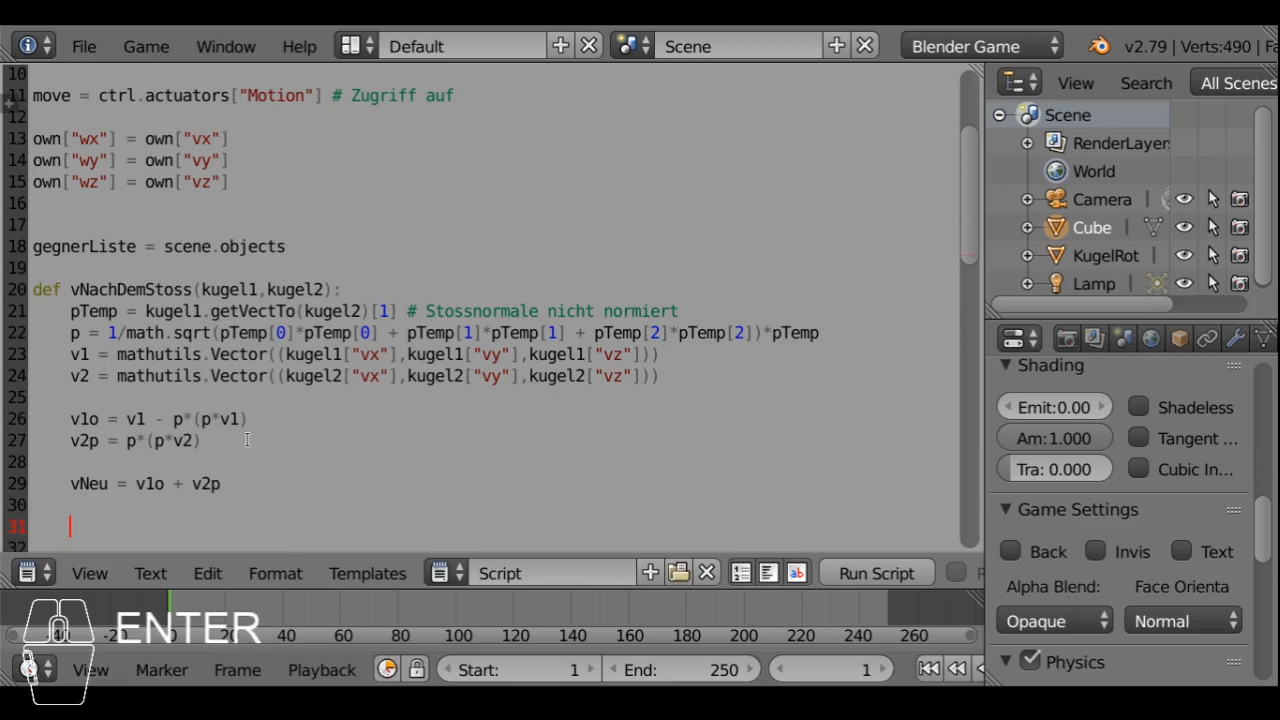 File Game Window Help Default Scene Blender Game v2.79 | Verts:490 | Fa
10
11 move = ctrl.actuators["Motion"] # Zugriff auf
12
13 own["wx"] = own["vx"]
14 own["wy"] = own["vy"]
15 own["wz"] = own["vz"]
16
17
18 gegnerListe = scene.objects
19
20 def vNachDemStoss(kugel1,kugel2):
21 pTemp = kugel1.getVectTo(kugel2)[1] # Stossnormale nicht normiert
22 p = 1/math.sqrt(pTemp[0]*pTemp[0] + pTemp[1]*pTemp[1] + pTemp[2]*pTemp[2])*pTemp
23 v1 = mathutils.Vector((kugel1["vx"],kugel1["vy"],kugel1["vz"]))
24 v2 = mathutils.Vector((kugel2["vx"],kugel2["vy"],kugel2["vz"]))
25
26 v1o = v1 - p*(p*v1)
27 v2p = p*(p*v2)
28
29 vNeu = v1o + v2p
30
31
32
View Search All Scenes
Scene
RenderLayer
World
Camera
Cube
KugelRot
Lamp
Shading
Emit:0.00 Shadeless
Am:1.000 Tangent ...
Tra: 0.000 Cubic In...
Game Settings
Back Invis Text
Alpha Blend: Face Orienta
Opaque Normal
Physics
View Text Edit Format Templates Script Run Script
ENTER
-40 -20 0 20 40 60 80 100 120 140 160 180 200 220 240 260
View Marker Frame Playback Start: 1 End: 250 1